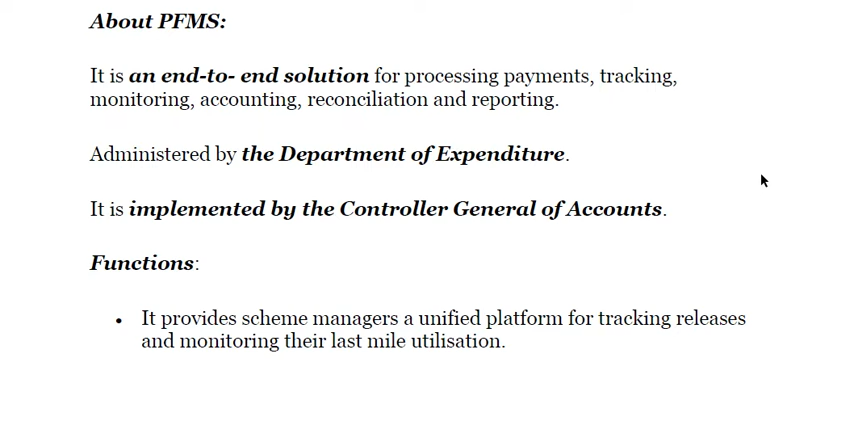 About PFMS:
It is an end-to- end solution for processing payments, tracking,
monitoring, accounting, reconciliation and reporting.
Administered by the Department of Expenditure.
It is implemented by the Controller General of Accounts.
Functions:
• It provides scheme managers a unified platform for tracking releases
and monitoring their last mile utilisation.